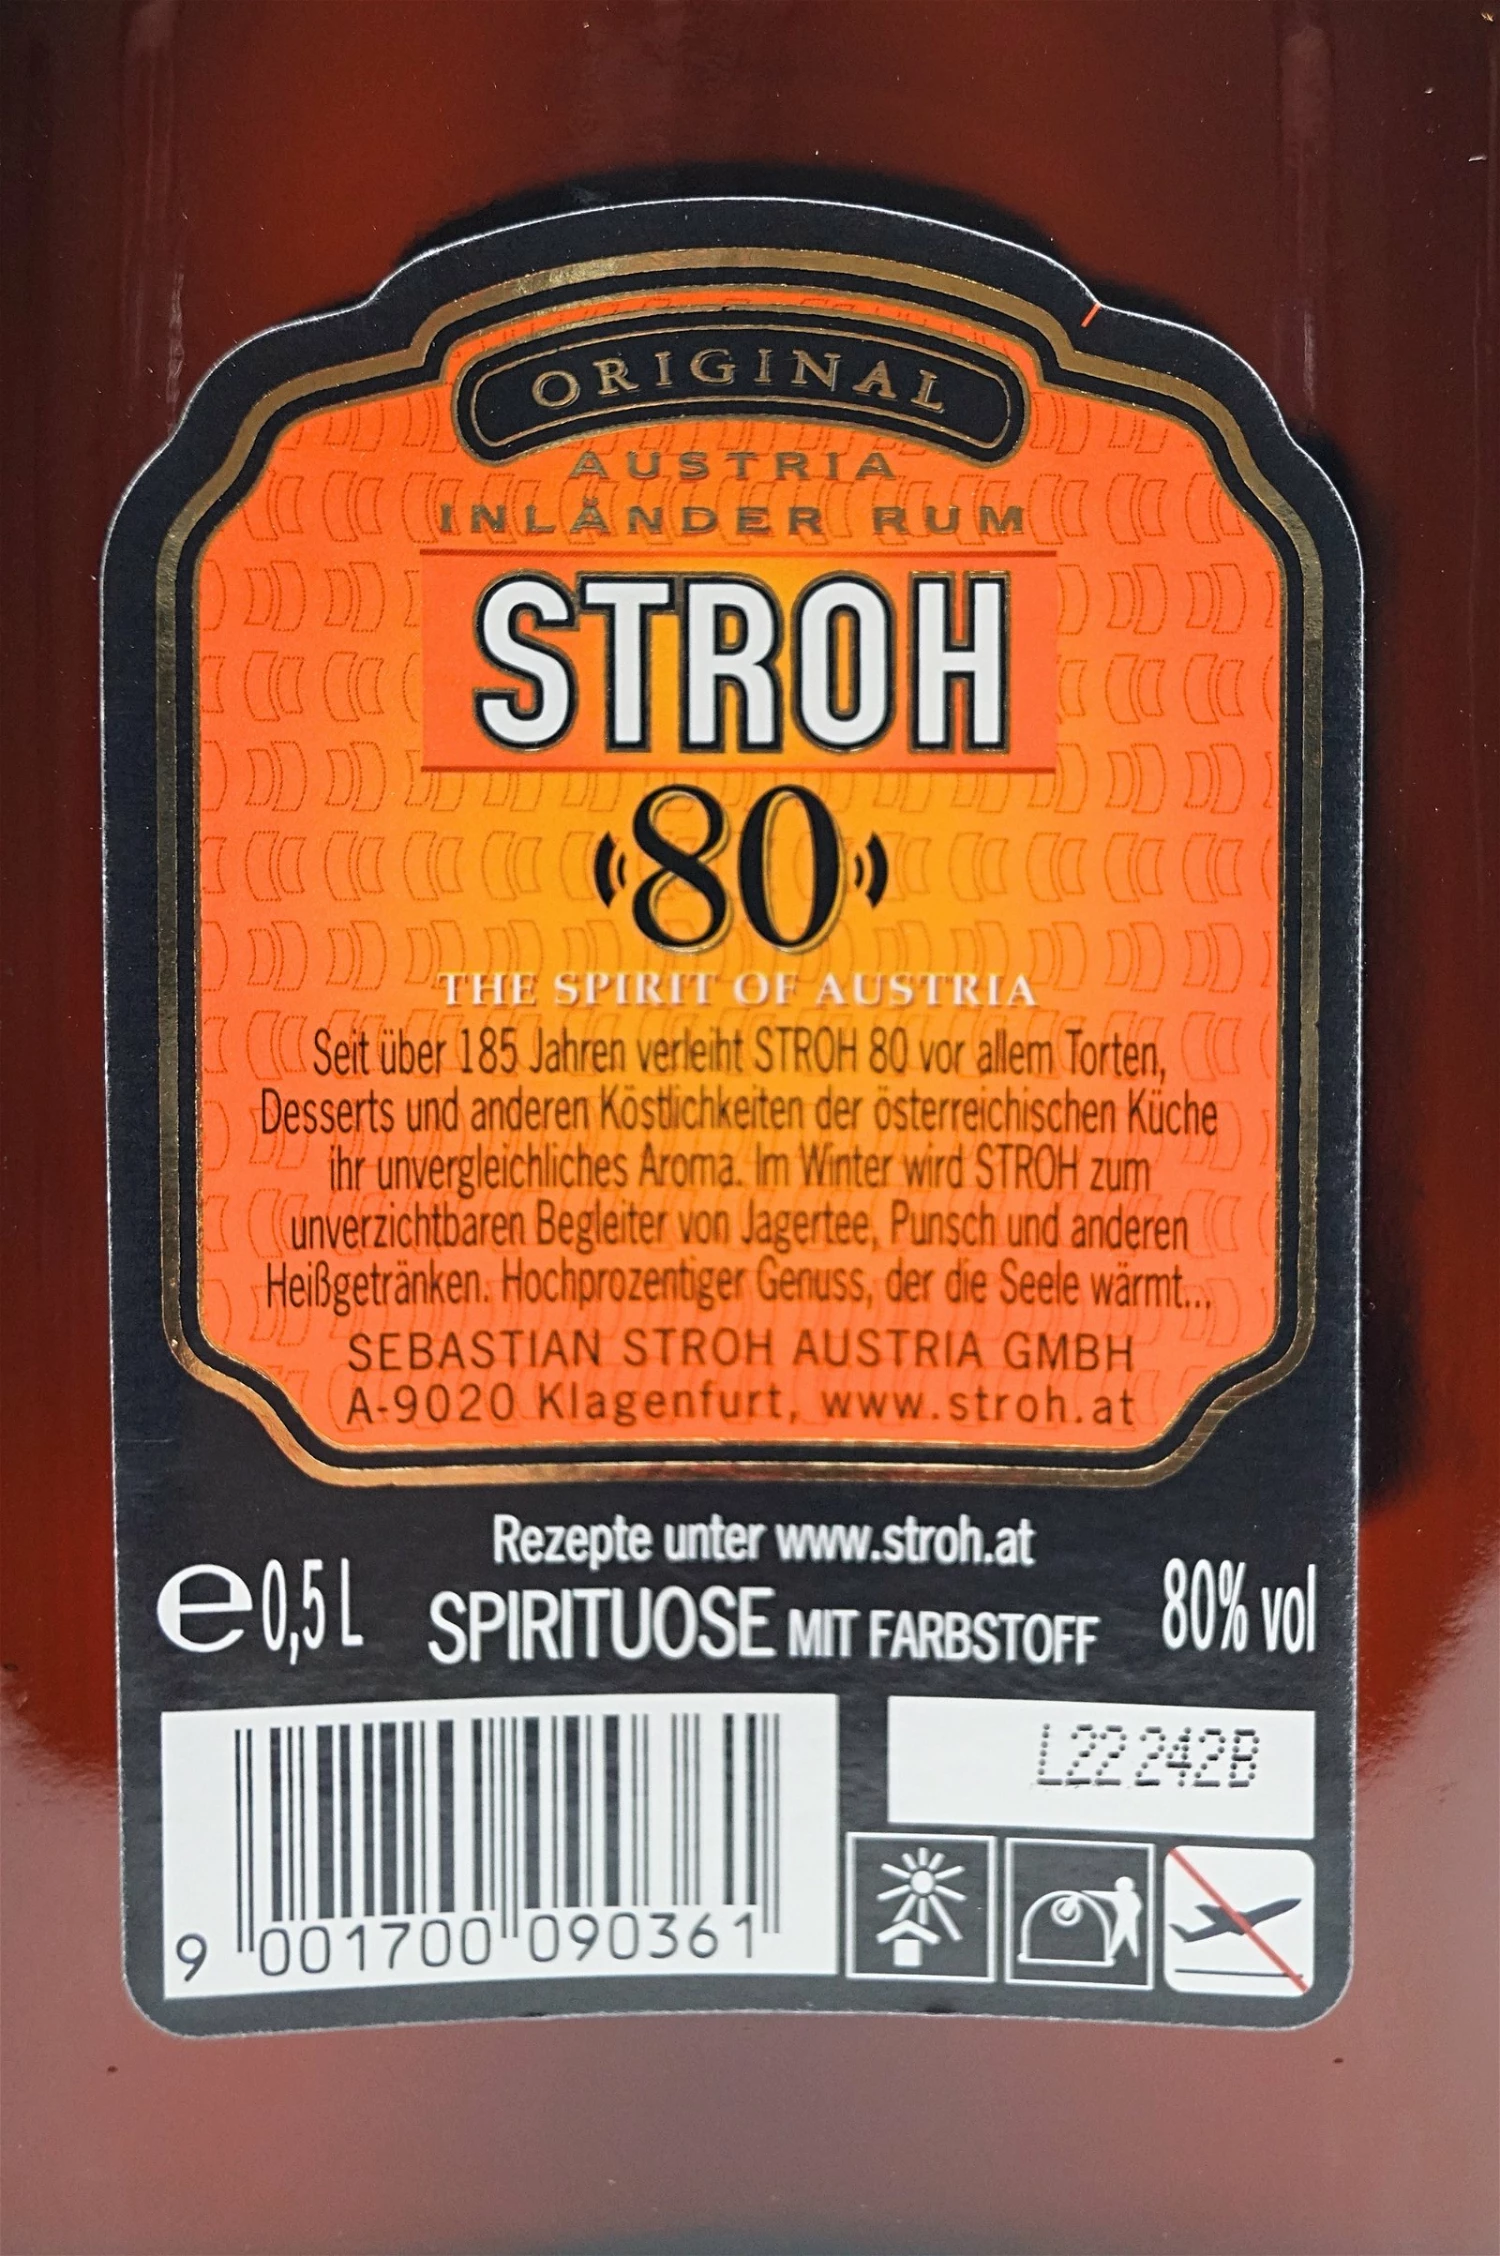 ORIGINAL
AUSTRIA
INLÄNDER RUM
STROH
80
THE SPIRIT OF AUSTRIA
Seit über 185 Jahren verleiht STROH 80 vor allem Torten,
Desserts und anderen Köstlichkeiten der österreichischen Küche
ihr unvergleichliches Aroma. Im Winter wird STROH zum
unverzichtbaren Begleiter von Jagertee, Punsch und anderen
Heißgetränken. Hochprozentiger Genuss, der die Seele wärmt...
SEBASTIAN STROH AUSTRIA GMBH
A-9020 Klagenfurt, www.stroh.at
Rezepte unter www.stroh.at
e 0,5 L
SPIRITUOSE MIT FARBSTOFF
80% vol
L22242B
9 001700 090361